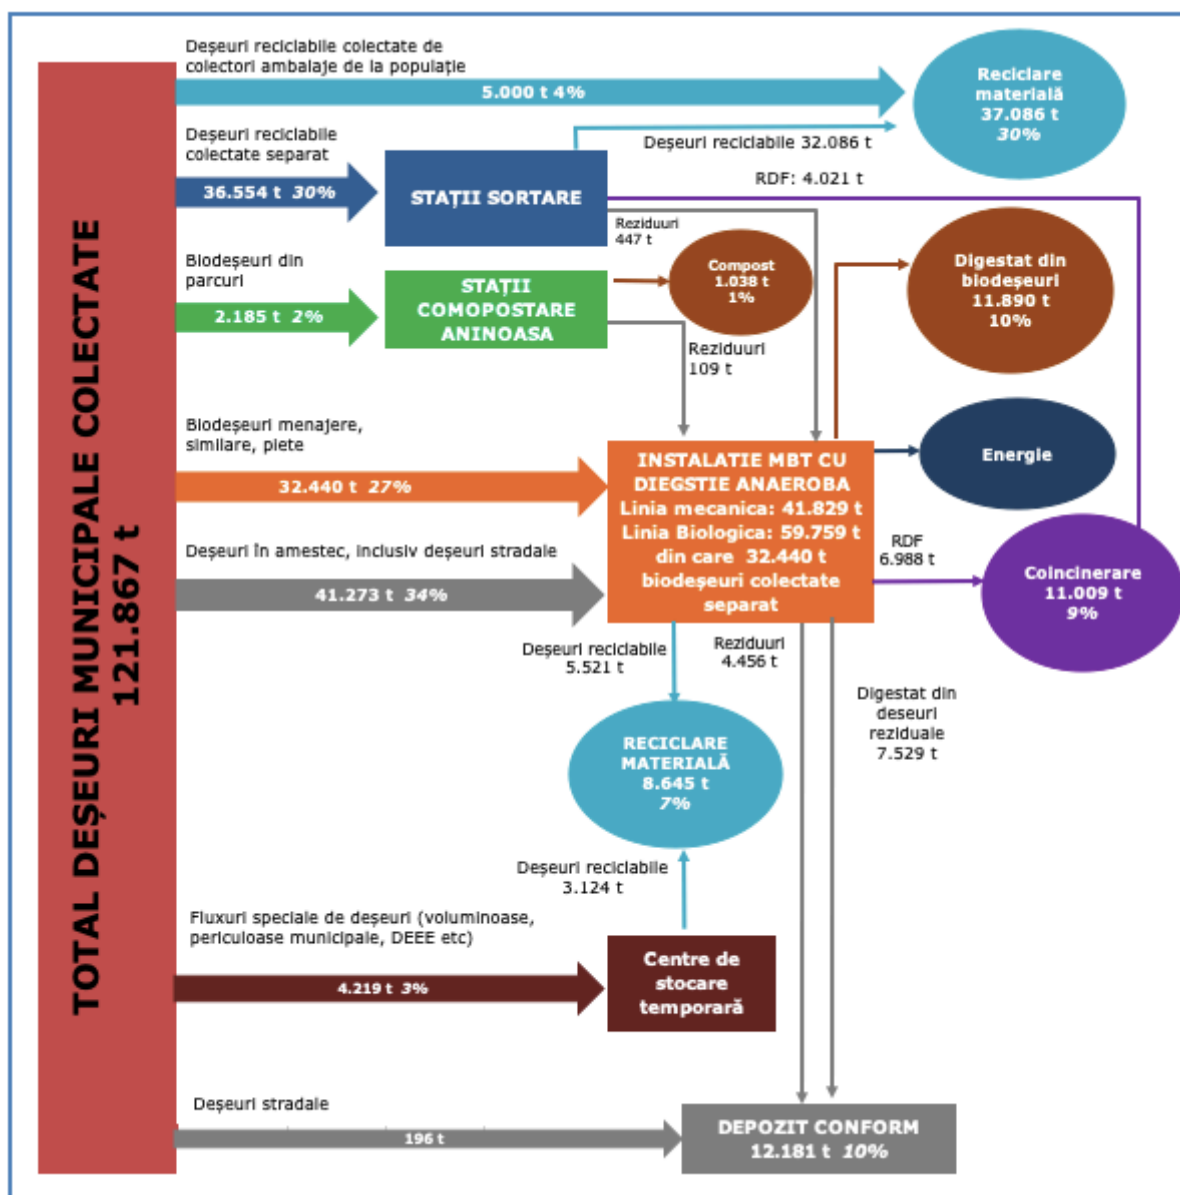 TOTAL DEȘEURI MUNICIPALE COLECTATE
121.867 t
Deșeuri reciclabile colectate de
colectori ambalaje de la populație
5.000 t 4%
Reciclare
materială
37.086 t
30%
Deșeuri reciclabile
colectate separat
36.554 t 30%
STAȚII SORTARE
Deșeuri reciclabile 32.086 t
RDF: 4.021 t
Reziduuri
447 t
Biodeșeuri din
parcuri
2.185 t 2%
STAȚII
COMOPOSTARE
ANINOASA
Compost
1.038 t
1%
Reziduuri
109 t
Digestat din
biodeșeuri
11.890 t
10%
Biodeșeuri menajere,
similare, piete
32.440 t 27%
INSTALATIE MBT CU
DIEGSTIE ANAEROBA
Linia mecanica: 41.829 t
Linia Biologica: 59.759 t
din care 32.440 t
biodeșeuri colectate
separat
Energie
Deșeuri în amestec, inclusiv deșeuri stradale
41.273 t 34%
RDF
6.988 t
Coincinerare
11.009 t
9%
Deșeuri reciclabile
5.521 t
Reziduuri
4.456 t
Digestat din
deseuri
reziduale
7.529 t
RECICLARE
MATERIALĂ
8.645 t
7%
Deșeuri reciclabile
3.124 t
Fluxuri speciale de deșeuri (voluminoase,
periculoase municipale, DEEE etc)
4.219 t 3%
Centre de
stocare
temporară
Deșeuri stradale
196 t
DEPOZIT CONFORM
12.181 t 10%